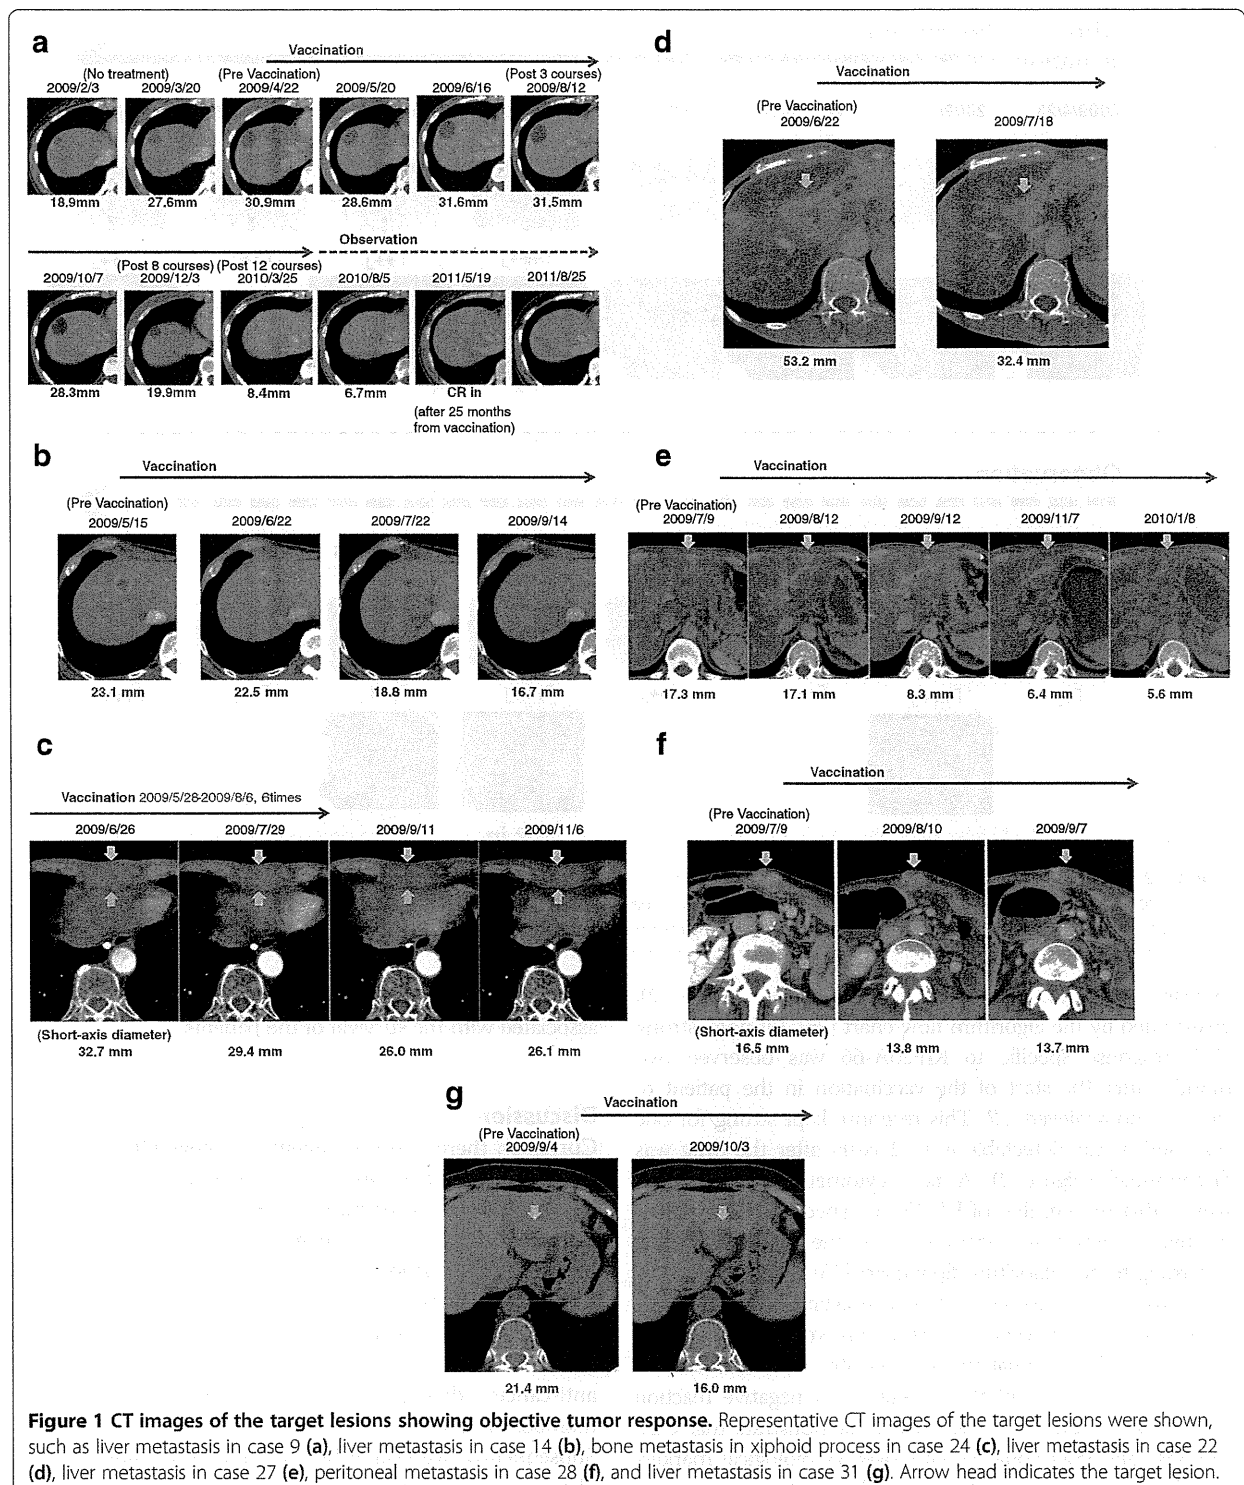 a
Vaccination
(No treatment) (Pre Vaccination) (Post 3 courses)
2009/2/3 2009/3/20 2009/4/22 2009/5/20 2009/6/16 2009/8/12
18.9mm 27.6mm 30.9mm 28.6mm 31.6mm 31.5mm
Observation
(Post 8 courses) (Post 12 courses)
2009/10/7 2009/12/3 2010/3/25 2010/8/5 2011/5/19 2011/8/25
28.3mm 19.9mm 8.4mm 6.7mm CR in
(after 25 months
from vaccination)
d
Vaccination
(Pre Vaccination)
2009/6/22 2009/7/18
53.2 mm 32.4 mm
b
Vaccination
(Pre Vaccination)
2009/5/15 2009/6/22 2009/7/22 2009/9/14
23.1 mm 22.5 mm 18.8 mm 16.7 mm
e
Vaccination
(Pre Vaccination)
2009/7/9 2009/8/12 2009/9/12 2009/11/7 2010/1/8
17.3 mm 17.1 mm 8.3 mm 6.4 mm 5.6 mm
c
Vaccination 2009/5/28-2009/8/6, 6times
2009/6/26 2009/7/29 2009/9/11 2009/11/6
(Short-axis diameter)
32.7 mm 29.4 mm 26.0 mm 26.1 mm
f
Vaccination
(Pre Vaccination)
2009/7/9 2009/8/10 2009/9/7
(Short-axis diameter)
16.5 mm 13.8 mm 13.7 mm
g
Vaccination
(Pre Vaccination)
2009/9/4 2009/10/3
21.4 mm 16.0 mm
Figure 1 CT images of the target lesions showing objective tumor response. Representative CT images of the target lesions were shown,
such as liver metastasis in case 9 (a), liver metastasis in case 14 (b), bone metastasis in xiphoid process in case 24 (c), liver metastasis in case 22
(d), liver metastasis in case 27 (e), peritoneal metastasis in case 28 (f), and liver metastasis in case 31 (g). Arrow head indicates the target lesion.